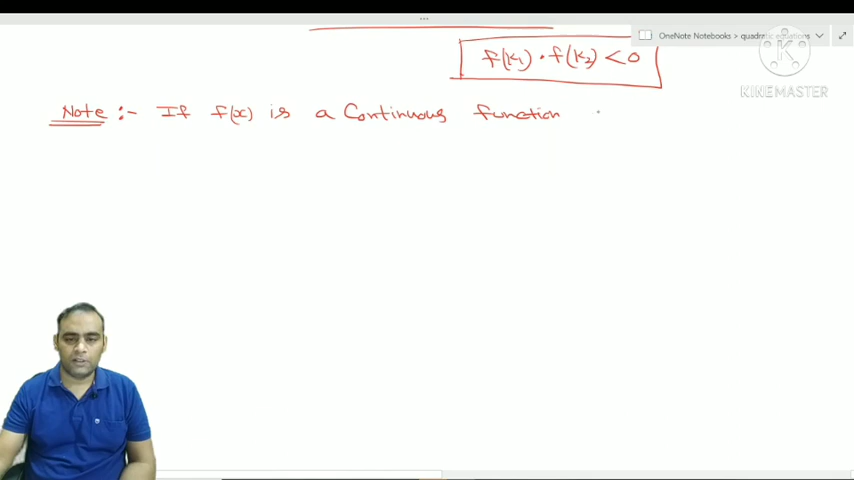 OneNote Notebooks > quadratic equations
f(K₁) · f(K₂) < 0
KINEMASTER
Note :- If f(x) is a Continuous function